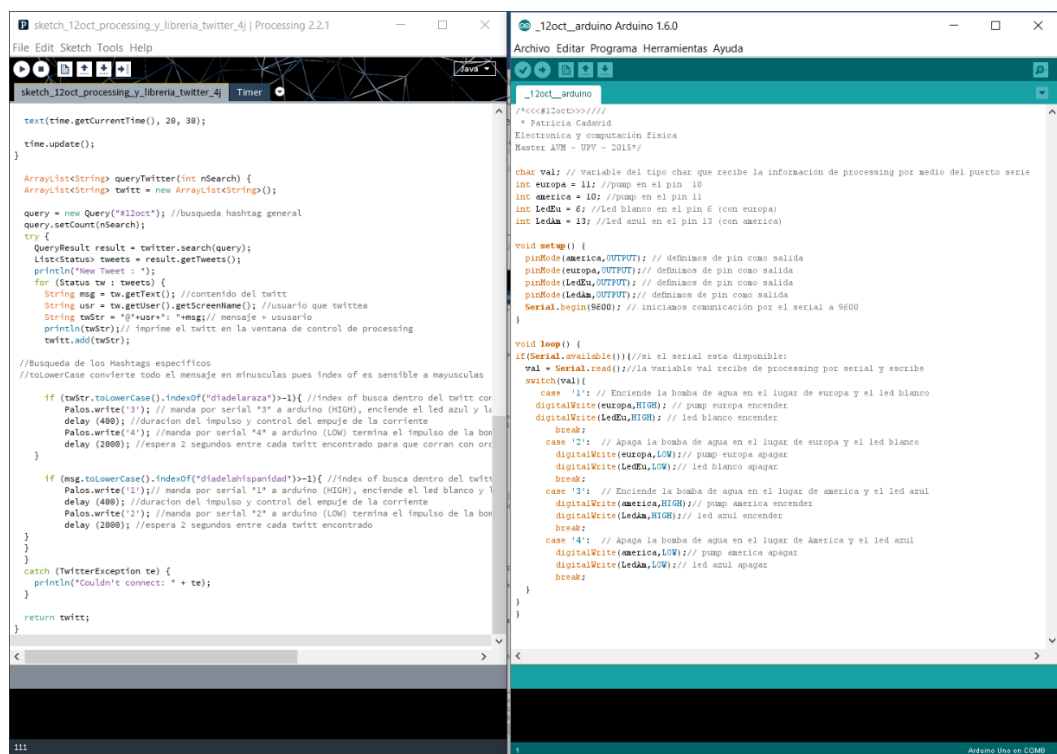 sketch_12oct_processing_y_libreria_twitter_4j | Processing 2.2.1
File Edit Sketch Tools Help
Java
sketch_12oct_processing_y_libreria_twitter_4j Timer
text(time.getCurrentTime(), 20, 30);
time.update();
}
ArrayList<String> queryTwitter(int nSearch) {
ArrayList<String> twitt = new ArrayList<String>();
query = new Query("#12oct"); //busqueda hashtag general
query.setCount(nSearch);
try {
QueryResult result = twitter.search(query);
List<Status> tweets = result.getTweets();
println("New Tweet : ");
for (Status tw : tweets) {
String msg = tw.getText(); //contenido del twitt
String usr = tw.getUser().getScreenName(); //usuario que twittea
String twStr = "@"+usr+": "+msg;// mensaje + ususario
println(twStr);// imprime el twitt en la ventana de control de processing
twitt.add(twStr);
//Busqueda de los Hashtags especificos
//toLowerCase convierte todo el mensaje en minusculas pues index of es sensible a mayusculas
if (twStr.toLowerCase().indexOf("diadelaraza")>-1){ //index of busca dentro del twitt con
Palos.write('3'); // manda por serial "3" a arduino (HIGH), enciende el led azul y la
delay (400); //duracion del impulso y control del empuje de la corriente
Palos.write('4'); //manda por serial "4" a arduino (LOW) termina el impulso de la bom
delay (2000); //espera 2 segundos entre cada twitt encontrado para que corran con orc
}
if (msg.toLowerCase().indexOf("diadelahispanidad")>-1){ //index of busca dentro del twitt
Palos.write('1');// manda por serial "1" a arduino (HIGH), enciende el led blanco y l
delay (400); //duracion del impulso y control del empuje de la corriente
Palos.write('2'); //manda por serial "2" a arduino (LOW) termina el impulso de la bom
delay (2000); //espera 2 segundos entre cada twitt encontrado
}
}
}
catch (TwitterException te) {
println("Couldn't connect: " + te);
}
return twitt;
}
111
_12oct__arduino Arduino 1.6.0
Archivo Editar Programa Herramientas Ayuda
_12oct__arduino
/*<<<#12oct>>>////
* Patricia Cadavid
Electronica y computación física
Master AVM - UPV - 2015*/
char val; // variable del tipo char que recibe la información de processing por medio del puerto serie
int europa = 11; //pump en el pin 10
int america = 10; //pump en el pin 11
int LedEu = 6; //Led blanco en el pin 6 (con europa)
int LedAm = 13; //Led azul en el pin 13 (con america)
void setup() {
pinMode(america,OUTPUT); // definimos de pin como salida
pinMode(europa,OUTPUT);// definimos de pin como salida
pinMode(LedEu,OUTPUT);// definimos de pin como salida
pinMode(LedAm,OUTPUT);// definimos de pin como salida
Serial.begin(9600); // iniciamos comunicación por el serial a 9600
}
void loop() {
if(Serial.available()){//si el serial esta disponible:
val = Serial.read();//la variable val recibe de processing por serial y escribe
switch(val){
case '1': // Enciende la bomba de agua en el lugar de europa y el led blanco
digitalWrite(europa,HIGH); // pump europa encender
digitalWrite(LedEu,HIGH); // led blanco encender
break;
case '2': // Apaga la bomba de agua en el lugar de europa y el led blanco
digitalWrite(europa,LOW);// pump europa apagar
digitalWrite(LedEu,LOW);// led blanco apagar
break;
case '3': // Enciende la bomba de agua en el lugar de america y el led azul
digitalWrite(america,HIGH);// pump america encender
digitalWrite(LedAm,HIGH);// led azul encender
break;
case '4': // Apaga la bomba de agua en el lugar de America y el led azul
digitalWrite(america,LOW);// pump america apagar
digitalWrite(LedAm,LOW);// led azul apagar
break;
}
}
}
1
Arduino Uno on COM8